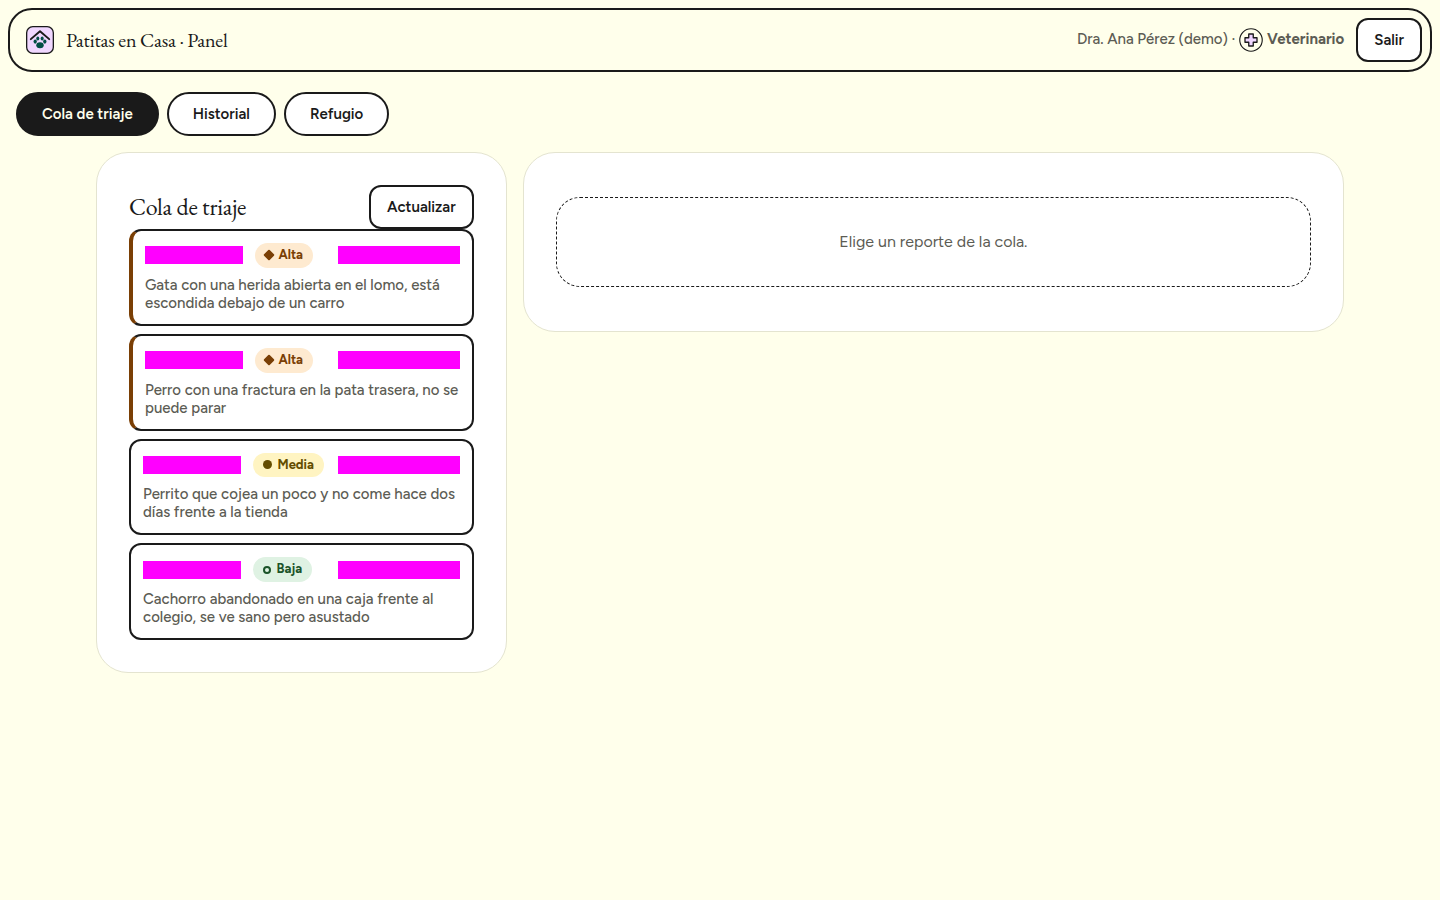 Patitas en Casa · Panel
Dra. Ana Pérez (demo) · Veterinario
Salir
Cola de triaje
Historial
Refugio
Cola de triaje
Actualizar
Alta
Gata con una herida abierta en el lomo, está
escondida debajo de un carro
Alta
Perro con una fractura en la pata trasera, no se
puede parar
Media
Perrito que cojea un poco y no come hace dos
días frente a la tienda
Baja
Cachorro abandonado en una caja frente al
colegio, se ve sano pero asustado
Elige un reporte de la cola.